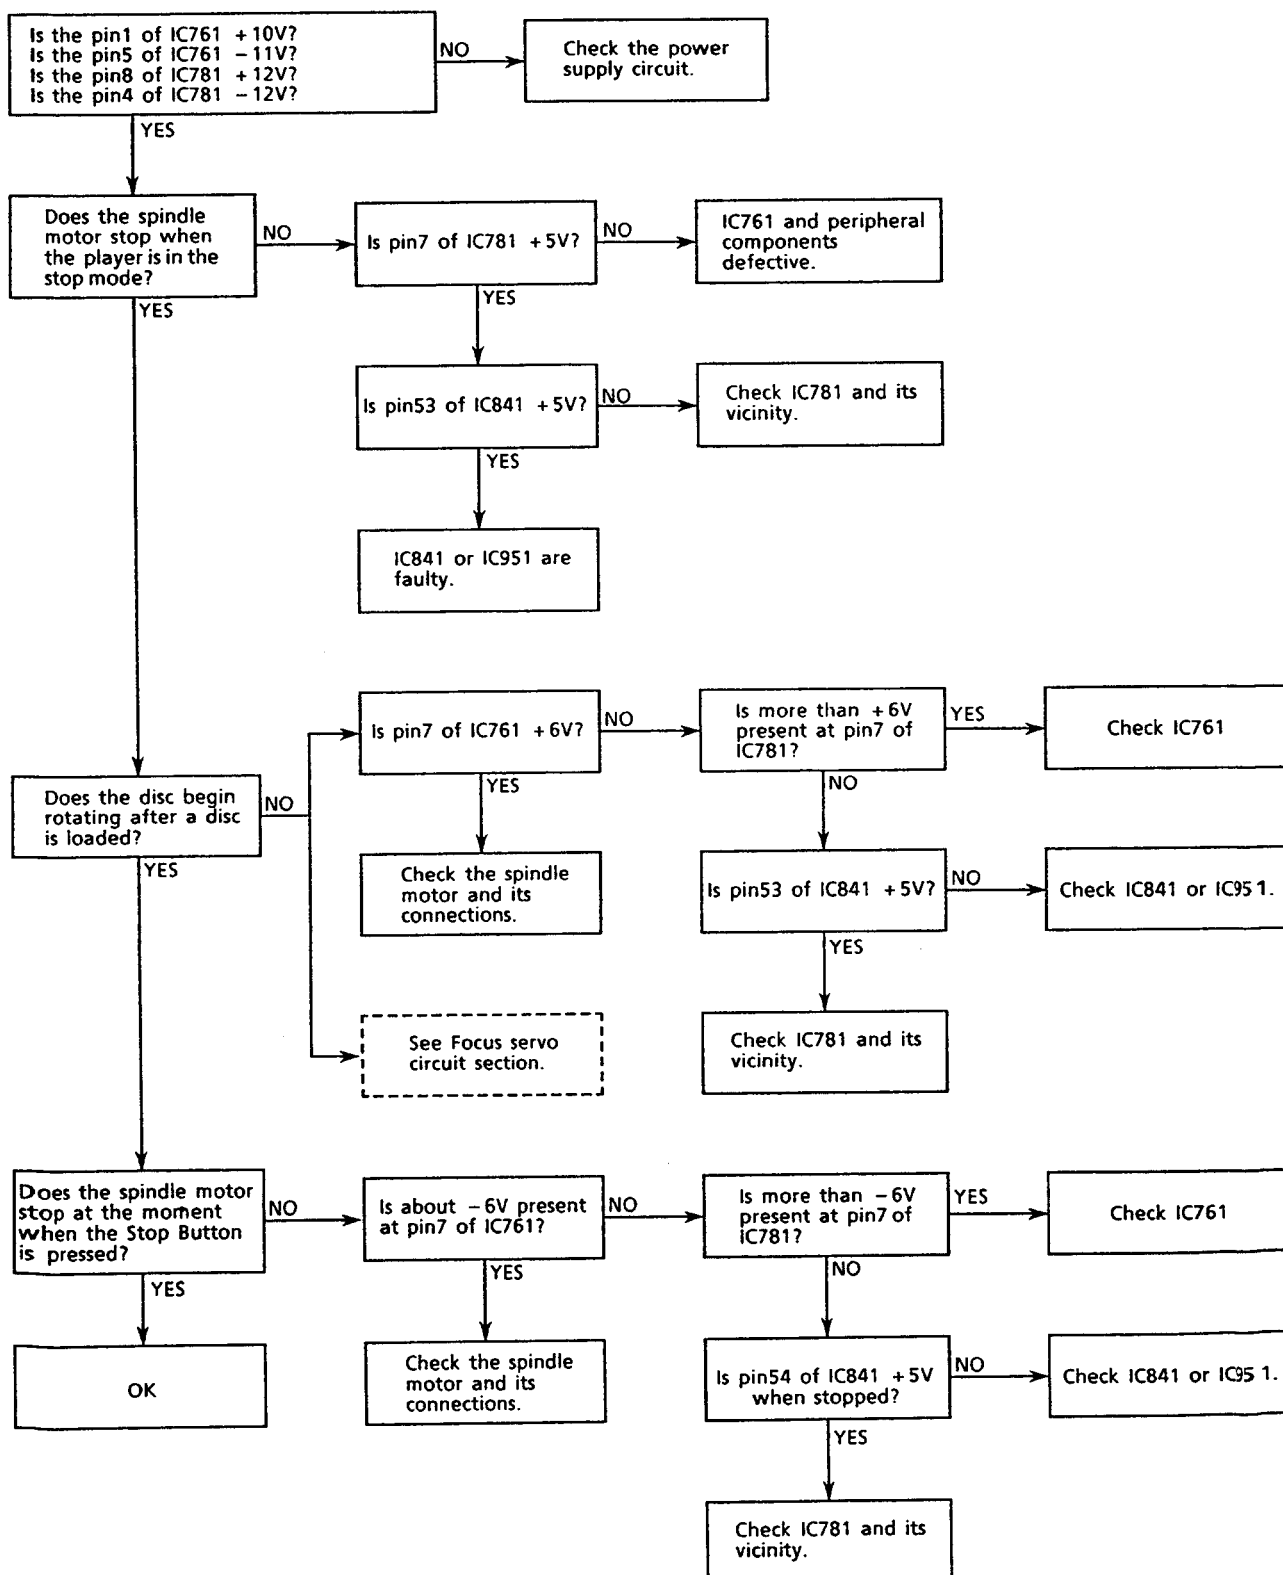 Is the pin1 of IC761 +10V?
Is the pin5 of IC761 −11V?
Is the pin8 of IC781 +12V?
Is the pin4 of IC781 −12V?
NO
Check the power
supply circuit.
YES
Does the spindle
motor stop when
the player is in the
stop mode?
NO
Is pin7 of IC781 +5V?
NO
IC761 and peripheral
components
defective.
YES
YES
Is pin53 of IC841 +5V?
NO
Check IC781 and its
vicinity.
YES
IC841 or IC951 are
faulty.
Does the disc begin
rotating after a disc
is loaded?
NO
Is pin7 of IC761 +6V?
NO
Is more than +6V
present at pin7 of
IC781?
YES
Check IC761
YES
NO
YES
Check the spindle
motor and its
connections.
Is pin53 of IC841 +5V?
NO
Check IC841 or IC951.
YES
See Focus servo
circuit section.
Check IC781 and its
vicinity.
Does the spindle motor
stop at the moment
when the Stop Button
is pressed?
NO
Is about −6V present
at pin7 of IC761?
NO
Is more than −6V
present at pin7 of
IC781?
YES
Check IC761
YES
YES
NO
OK
Check the spindle
motor and its
connections.
Is pin54 of IC841 +5V
when stopped?
NO
Check IC841 or IC951.
YES
Check IC781 and its
vicinity.